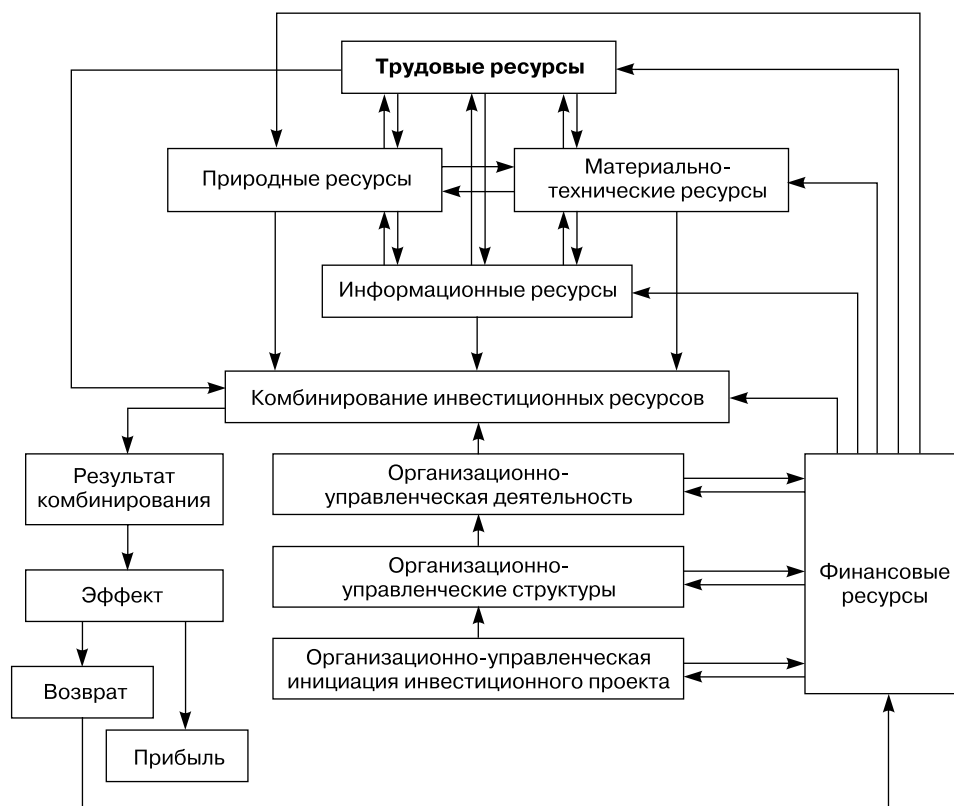 Трудовые ресурсы
Природные ресурсы
Материально-
технические ресурсы
Информационные ресурсы
Комбинирование инвестиционных ресурсов
Результат
комбинирования
Организационно-
управленческая деятельность
Эффект
Организационно-
управленческие структуры
Финансовые
ресурсы
Возврат
Организационно-управленческая
инициация инвестиционного проекта
Прибыль